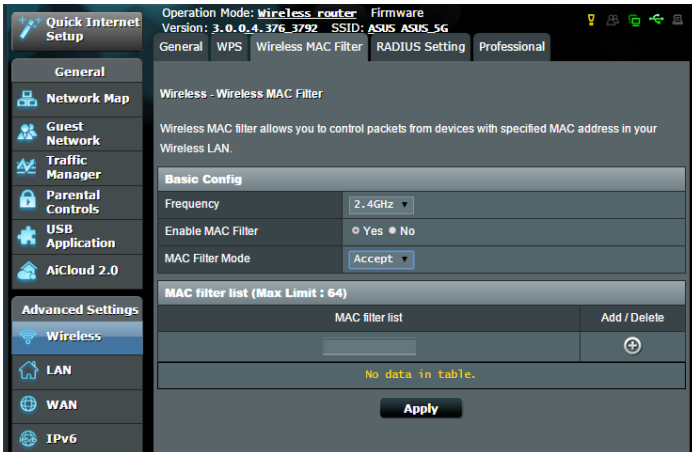 Quick Internet
Setup
Operation Mode: Wireless router Firmware
Version: 3.0.0.4.376_3792 SSID: ASUS ASUS_5G
General WPS Wireless MAC Filter RADIUS Setting Professional
General
Network Map
Guest
Network
Traffic
Manager
Parental
Controls
USB
Application
AiCloud 2.0
Advanced Settings
Wireless
LAN
WAN
IPv6
Wireless - Wireless MAC Filter
Wireless MAC filter allows you to control packets from devices with specified MAC address in your
Wireless LAN.
Basic Config
Frequency 2.4GHz
Enable MAC Filter Yes No
MAC Filter Mode Accept
MAC filter list (Max Limit : 64)
MAC filter list Add / Delete
No data in table.
Apply